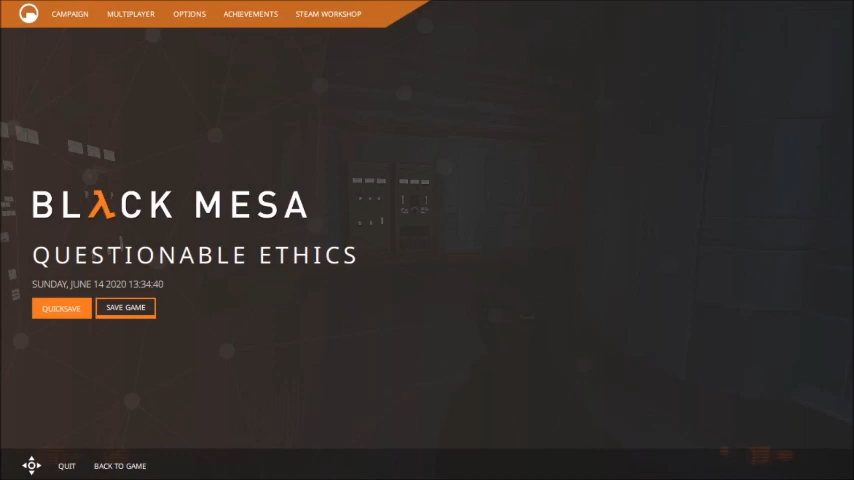 CAMPAIGN MULTIPLAYER OPTIONS ACHIEVEMENTS STEAM WORKSHOP
BLλCK MESA
QUESTIONABLE ETHICS
SUNDAY, JUNE 14 2020 13:34:40
QUICKSAVE SAVE GAME
QUIT BACK TO GAME